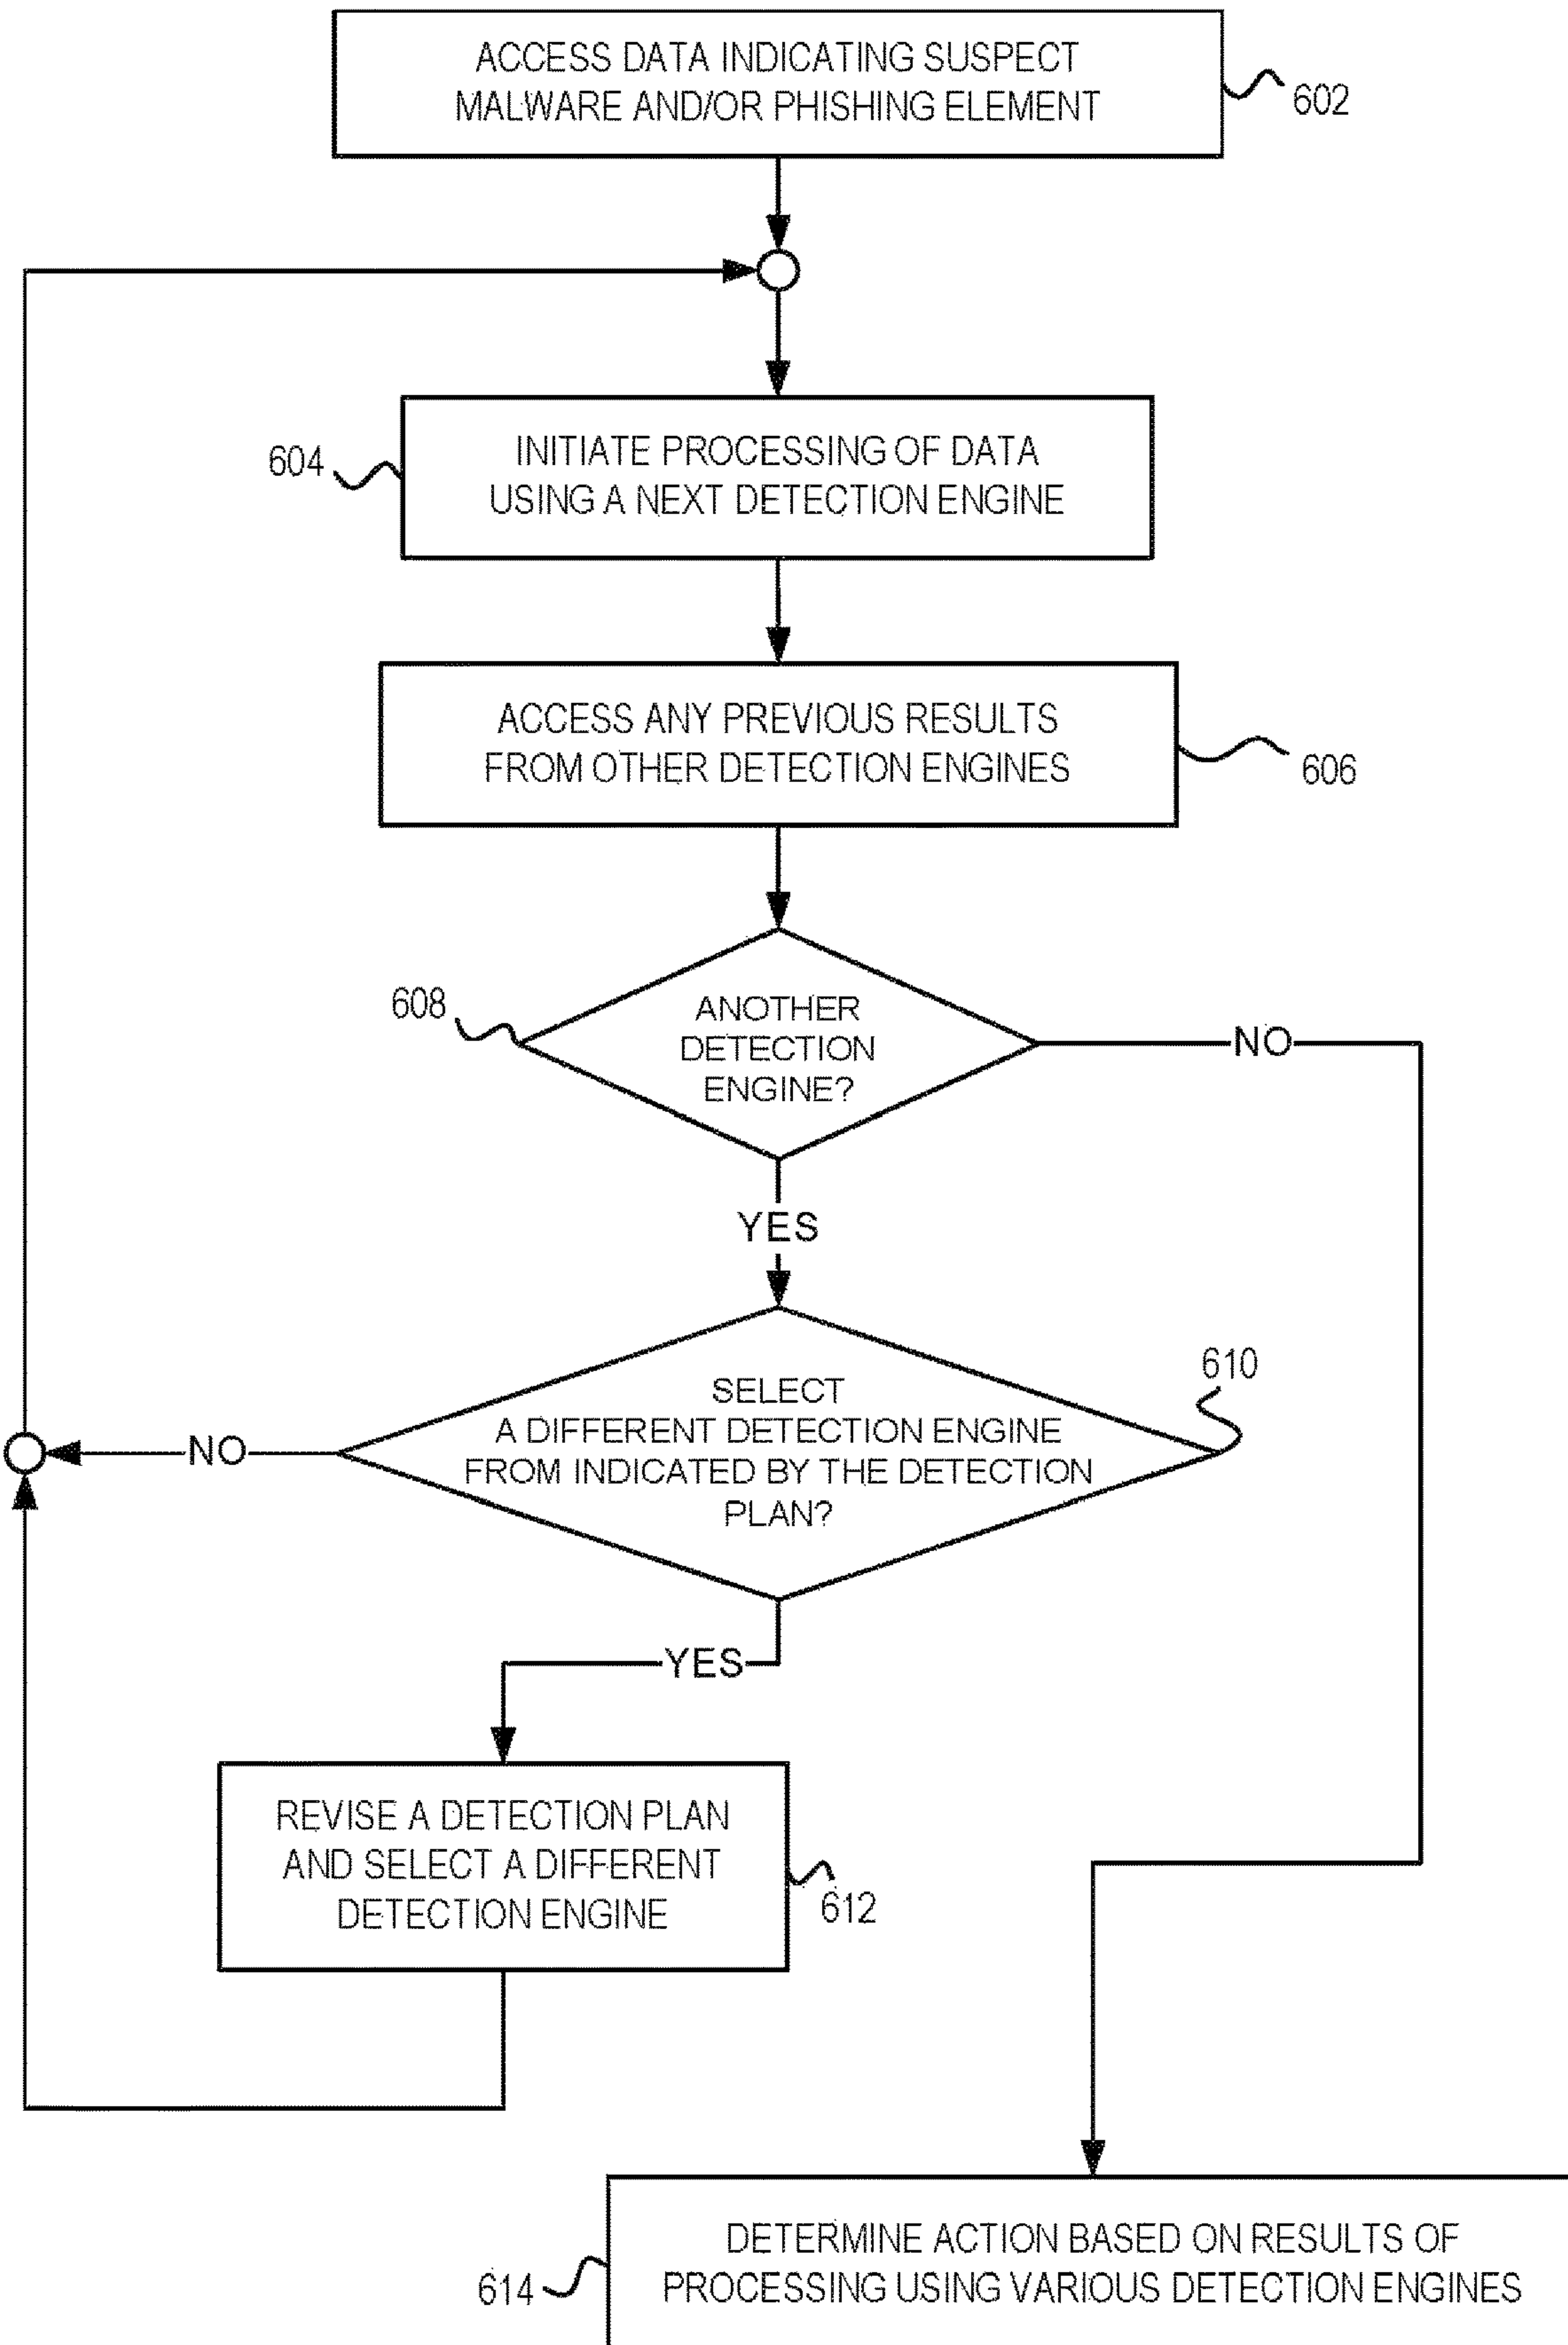 ACCESS DATA INDICATING SUSPECT
MALWARE AND/OR PHISHING ELEMENT
602
604
INITIATE PROCESSING OF DATA
USING A NEXT DETECTION ENGINE
ACCESS ANY PREVIOUS RESULTS
FROM OTHER DETECTION ENGINES
606
608
ANOTHER
DETECTION
ENGINE?
NO
YES
610
SELECT
A DIFFERENT DETECTION ENGINE
FROM INDICATED BY THE DETECTION
PLAN?
NO
YES
REVISE A DETECTION PLAN
AND SELECT A DIFFERENT
DETECTION ENGINE
612
DETERMINE ACTION BASED ON RESULTS OF
PROCESSING USING VARIOUS DETECTION ENGINES
614